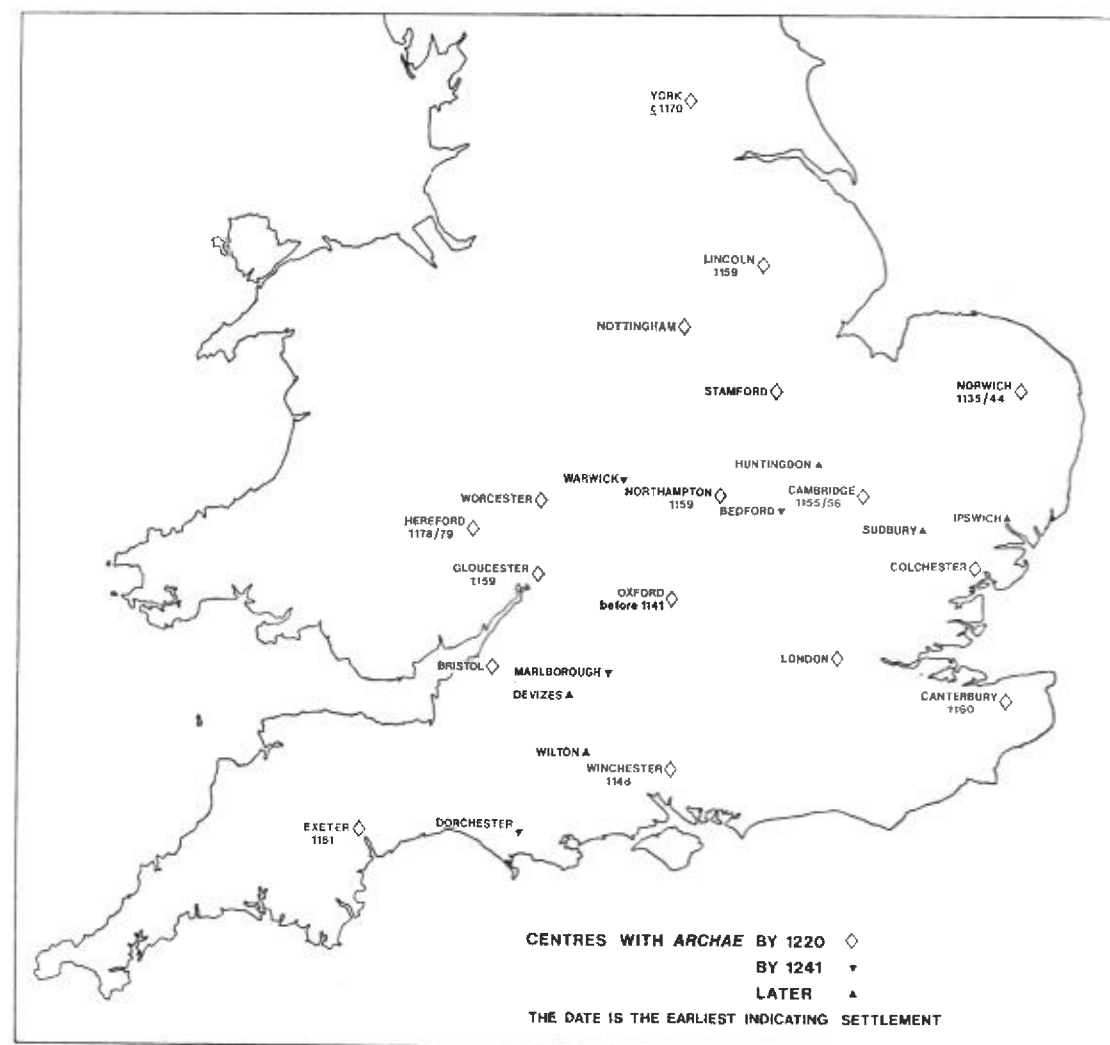 YORK
c 1170
LINCOLN
1159
NOTTINGHAM
STAMFORD
NORWICH
1135/44
HUNTINGDON
WARWICK
WORCESTER
NORTHAMPTON
1159
CAMBRIDGE
1155/56
BEDFORD
HEREFORD
1178/79
SUDBURY
IPSWICH
GLOUCESTER
1159
COLCHESTER
OXFORD
before 1141
BRISTOL
LONDON
MARLBOROUGH
DEVIZES
CANTERBURY
1160
WILTON
WINCHESTER
EXETER
DORCHESTER
CENTRES WITH ARCHAE BY 1220
BY 1241
LATER
THE DATE IS THE EARLIEST INDICATING SETTLEMENT